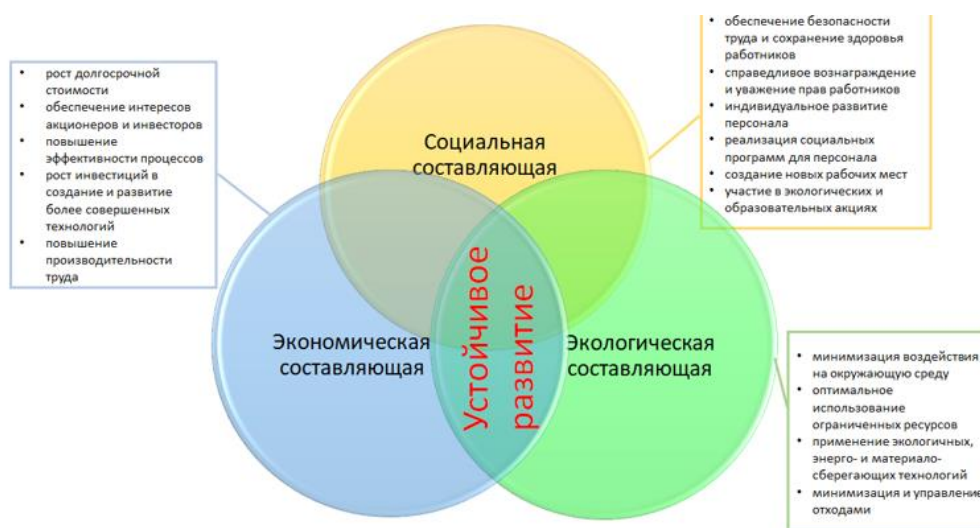 • рост долгосрочной
стоимости
• обеспечение интересов
акционеров и инвесторов
• повышение
эффективности процессов
• рост инвестиций в
создание и развитие
более совершенных
технологий
• повышение
производительности
труда
Социальная
составляющая
• обеспечение безопасности
труда и сохранение здоровья
работников
• справедливое вознаграждение
и уважение прав работников
• индивидуальное развитие
персонала
• реализация социальных
программ для персонала
• создание новых рабочих мест
• участие в экологических и
образовательных акциях
Экономическая
составляющая
Устойчивое
развитие
Экологическая
составляющая
• минимизация воздействия
на окружающую среду
• оптимальное
использование
ограниченных ресурсов
• применение экологичных,
энерго- и материало-
сберегающих технологий
• минимизация и управление
отходами